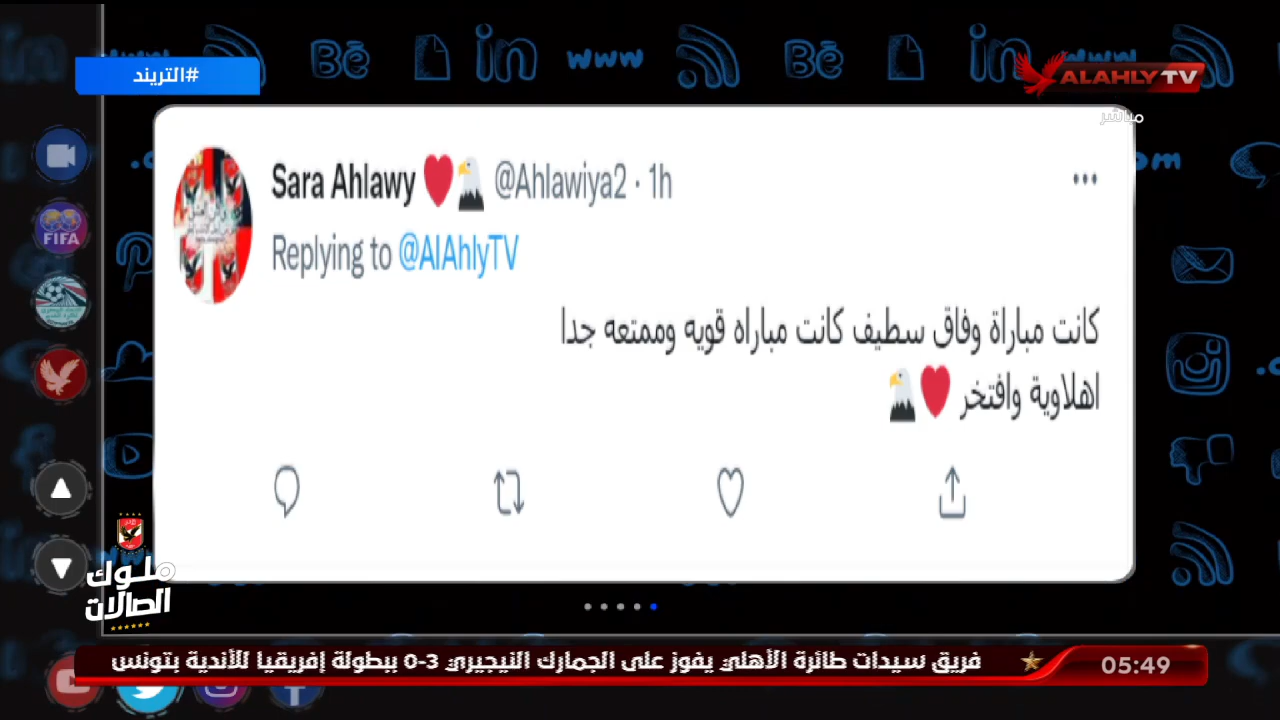 #التريند
ALAHLY TV
مباشر
Sara Ahlawy ❤️🦅 @Ahlawiya2 · 1h
Replying to @AlAhlyTV
كانت مباراة وفاق سطيف كانت مباراه قويه وممتعه جدا
اهلاوية وافتخر ❤️🦅
FIFA
ملوك
الصالات
فريق سيدات طائرة الأهلي يفوز على الجمارك النيجيري 3-0 ببطولة إفريقيا للأندية بتونس
05:49